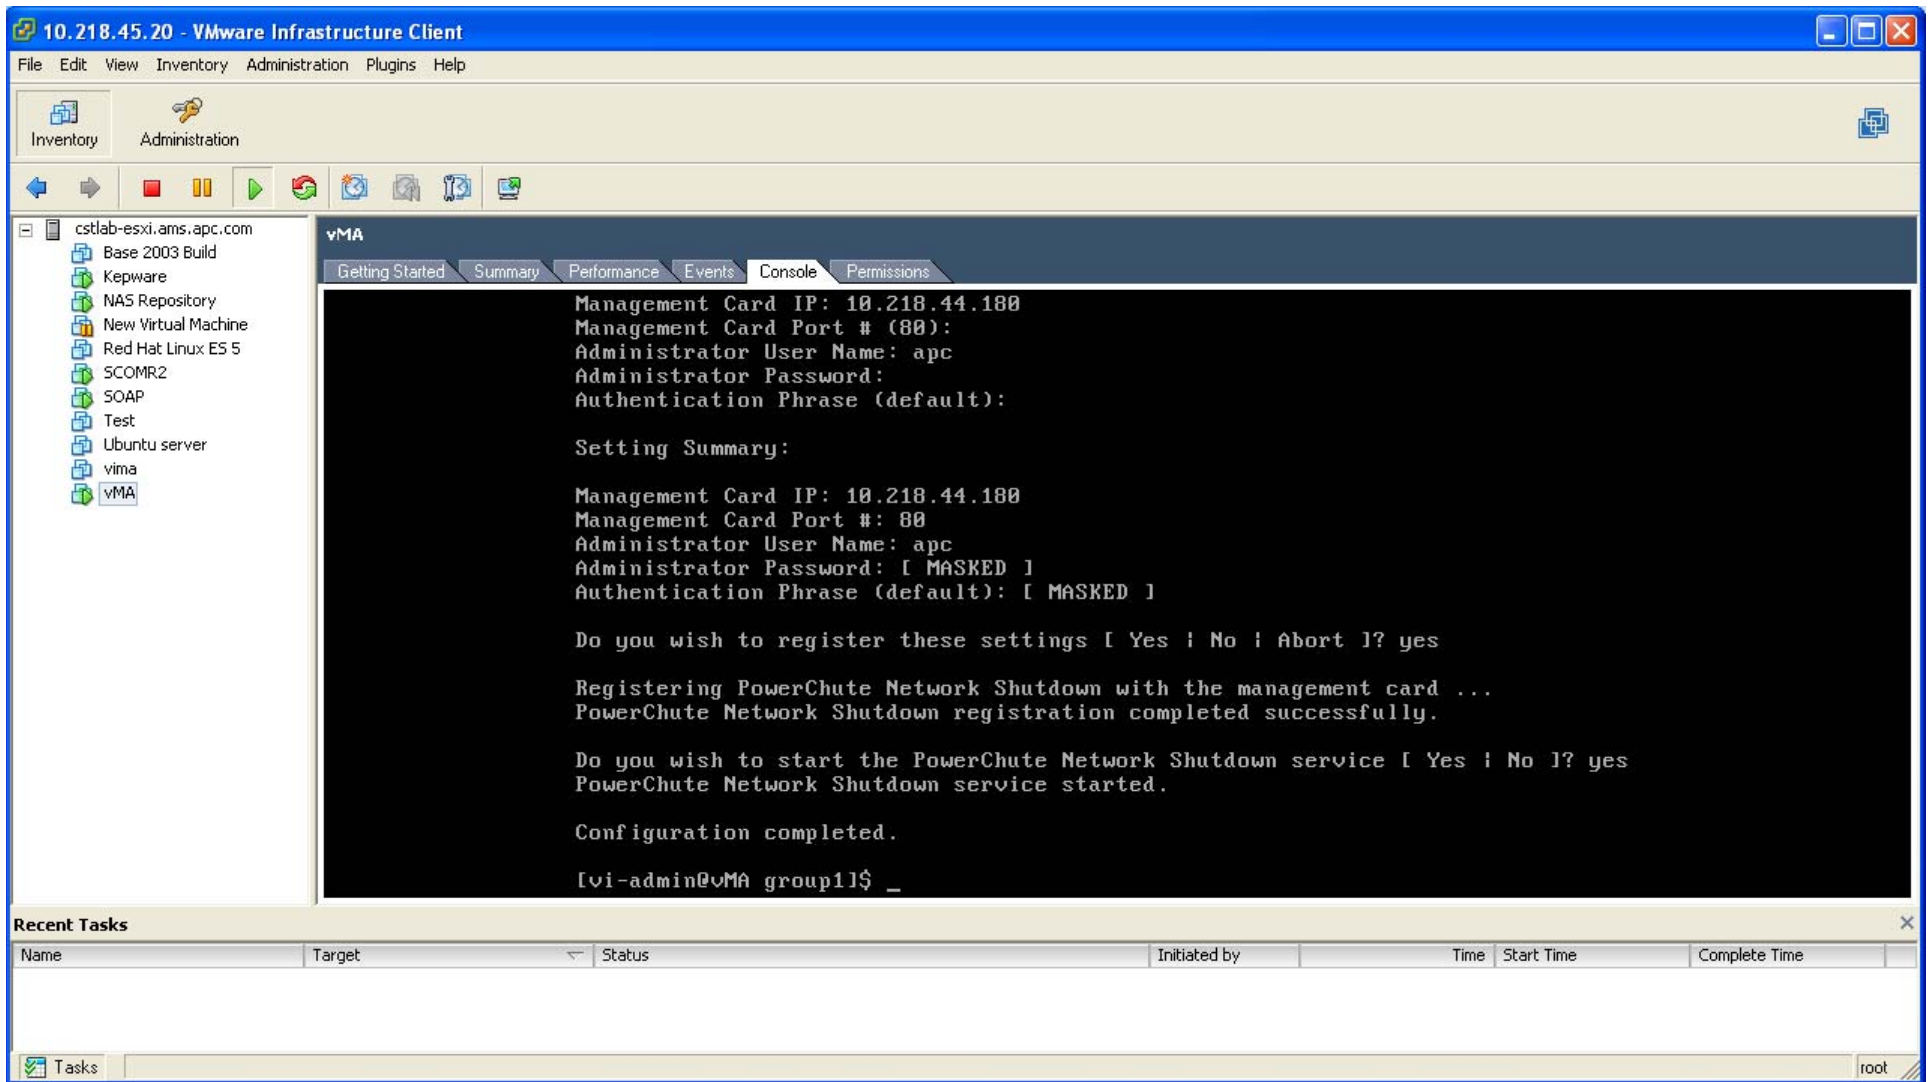 10.218.45.20 - VMware Infrastructure Client
File Edit View Inventory Administration Plugins Help
Inventory
Administration
cstlab-esxi.ams.apc.com
Base 2003 Build
Kepware
NAS Repository
New Virtual Machine
Red Hat Linux ES 5
SCOMR2
SOAP
Test
Ubuntu server
vima
vMA
vMA
Getting Started Summary Performance Events Console Permissions
Management Card IP: 10.218.44.180
Management Card Port # (80):
Administrator User Name: apc
Administrator Password:
Authentication Phrase (default):
Setting Summary:
Management Card IP: 10.218.44.180
Management Card Port #: 80
Administrator User Name: apc
Administrator Password: [ MASKED ]
Authentication Phrase (default): [ MASKED ]
Do you wish to register these settings [ Yes | No | Abort ]? yes
Registering PowerChute Network Shutdown with the management card ...
PowerChute Network Shutdown registration completed successfully.
Do you wish to start the PowerChute Network Shutdown service [ Yes | No ]? yes
PowerChute Network Shutdown service started.
Configuration completed.
[vi-admin@vMA group1]$ _
Recent Tasks
Name Target Status Initiated by Time Start Time Complete Time
Tasks
root